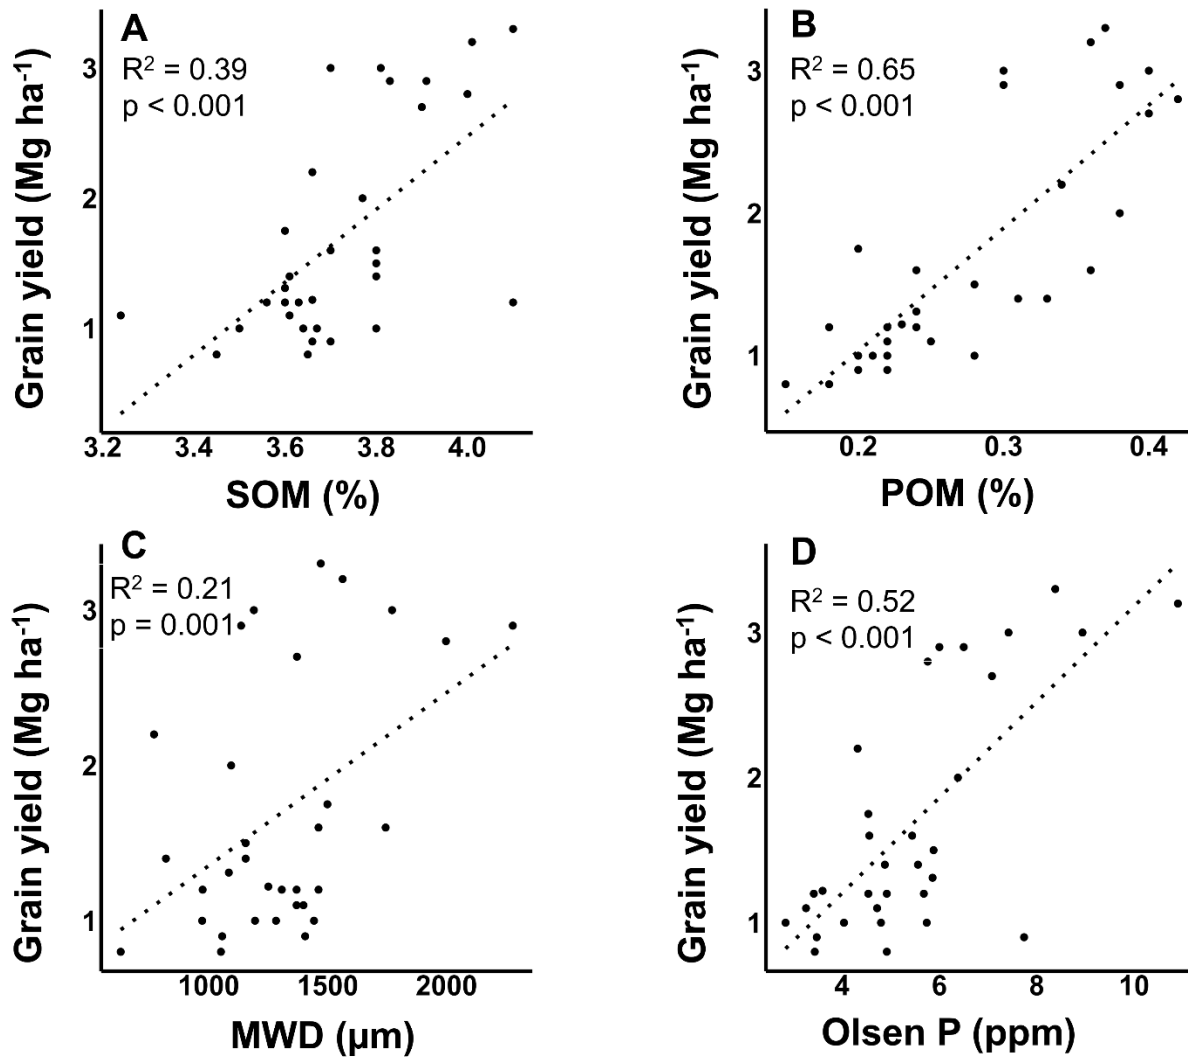 A
R² = 0.39
p < 0.001
Grain yield (Mg ha⁻¹)
3
2
1
3.2 3.4 3.6 3.8 4.0
SOM (%)
B
R² = 0.65
p < 0.001
Grain yield (Mg ha⁻¹)
3
2
1
0.2 0.3 0.4
POM (%)
C
R² = 0.21
p = 0.001
Grain yield (Mg ha⁻¹)
3
2
1
1000 1500 2000
MWD (µm)
D
R² = 0.52
p < 0.001
Grain yield (Mg ha⁻¹)
3
2
1
4 6 8 10
Olsen P (ppm)